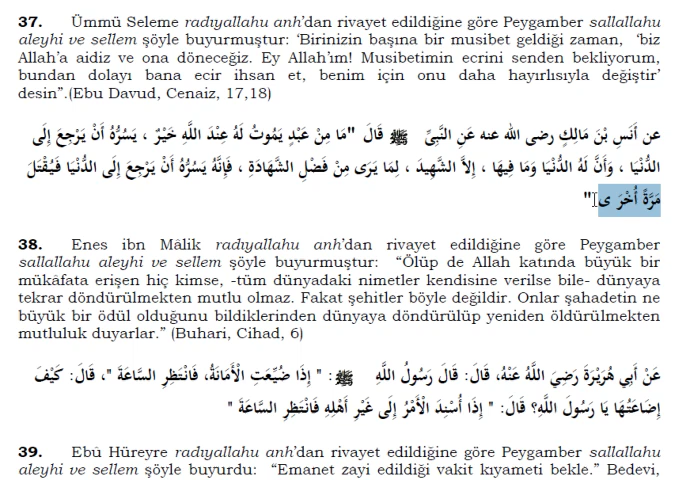 37. Ümmü Seleme radıyallahu anh’dan rivayet edildiğine göre Peygamber sallallahu
aleyhi ve sellem şöyle buyurmuştur: ‘Birinizin başına bir musibet geldiği zaman, ‘biz
Allah’a aidiz ve ona döneceğiz. Ey Allah’ım! Musibetimin ecrini senden bekliyorum,
bundan dolayı bana ecir ihsan et, benim için onu daha hayırlısıyla değiştir’
desin”.(Ebu Davud, Cenaiz, 17,18)
عن أَنَس بْنَ مَالِكٍ رضى الله عنه عَنِ النَّبِىِّ ﷺ قَالَ "مَا مِنْ عَبْدٍ يَمُوتُ لَهُ عِنْدَ اللَّهِ خَيْرٌ ، يَسُرُّهُ أَنْ يَرْجِعَ إِلَى
الدُّنْيَا ، وَأَنَّ لَهُ الدُّنْيَا وَمَا فِيهَا ، إِلاَّ الشَّهِيدَ ، لِمَا يَرَى مِنْ فَضْلِ الشَّهَادَةِ ، فَإِنَّهُ يَسُرُّهُ أَنْ يَرْجِعَ إِلَى الدُّنْيَا فَيُقْتَلَ
مَرَّةً أُخْرَ ى "
38. Enes ibn Mâlik radıyallahu anh’dan rivayet edildiğine göre Peygamber
sallallahu aleyhi ve sellem şöyle buyurmuştur: “Ölüp de Allah katında büyük bir
mükâfata erişen hiç kimse, -tüm dünyadaki nimetler kendisine verilse bile- dünyaya
tekrar döndürülmekten mutlu olmaz. Fakat şehitler böyle değildir. Onlar şahadetin ne
büyük bir ödül olduğunu bildiklerinden dünyaya döndürülüp yeniden öldürülmekten
mutluluk duyarlar.” (Buhari, Cihad, 6)
عَنْ أَبِي هُرَيْرَةَ رَضِيَ اللَّهُ عَنْهُ، قَالَ: قَالَ رَسُولُ اللَّهِ ﷺ : " إِذَا ضُيِّعَتِ الْأَمَانَةُ، فَانْتَظِرِ السَّاعَةَ "، قَالَ: كَيْفَ
إِضَاعَتُهَا يَا رَسُولَ اللَّهِ؟ قَالَ: " إِذَا أُسْنِدَ الْأَمْرُ إِلَى غَيْرِ أَهْلِهِ فَانْتَظِرِ السَّاعَةَ "
39. Ebû Hüreyre radıyallahu anh’dan rivayet edildiğine göre Peygamber sallallahu
aleyhi ve sellem şöyle buyurdu: “Emanet zayi edildiği vakit kıyameti bekle.” Bedevi,